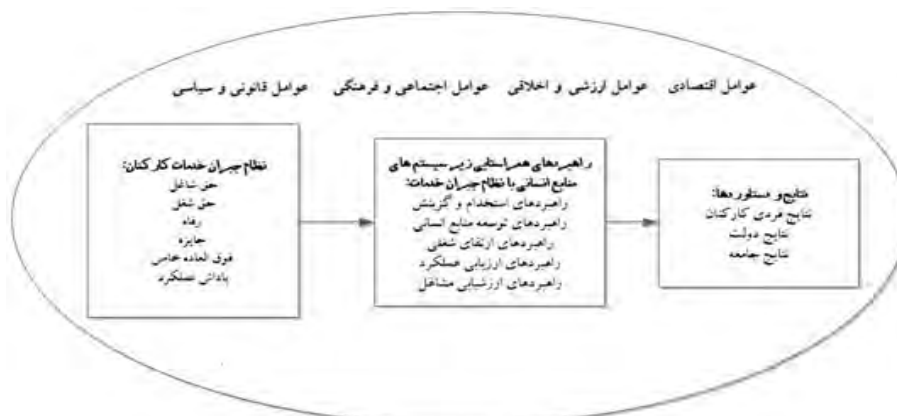 عوامل اقتصادی عوامل ارزشی و اخلاقی عوامل اجتماعی و فرهنگی عوامل قانونی و سیاسی
نظام جبران خدمات کارکنان:
حق شاغل
حق شغل
رفاه
جایزه
فوق العاده خاص
پاداش عملکرد
راهبردهای همراستایی زیر سیستم های
منابع انسانی با نظام جبران خدمات:
راهبردهای استخدام و گزینش
راهبردهای توسعه منابع انسانی
راهبردهای ارتقای شغلی
راهبردهای ارزیابی عملکرد
راهبردهای ارزشیابی مشاغل
نتایج و دستاوردها:
نتایج فردی کارکنان
نتایج دولت
نتایج جامعه